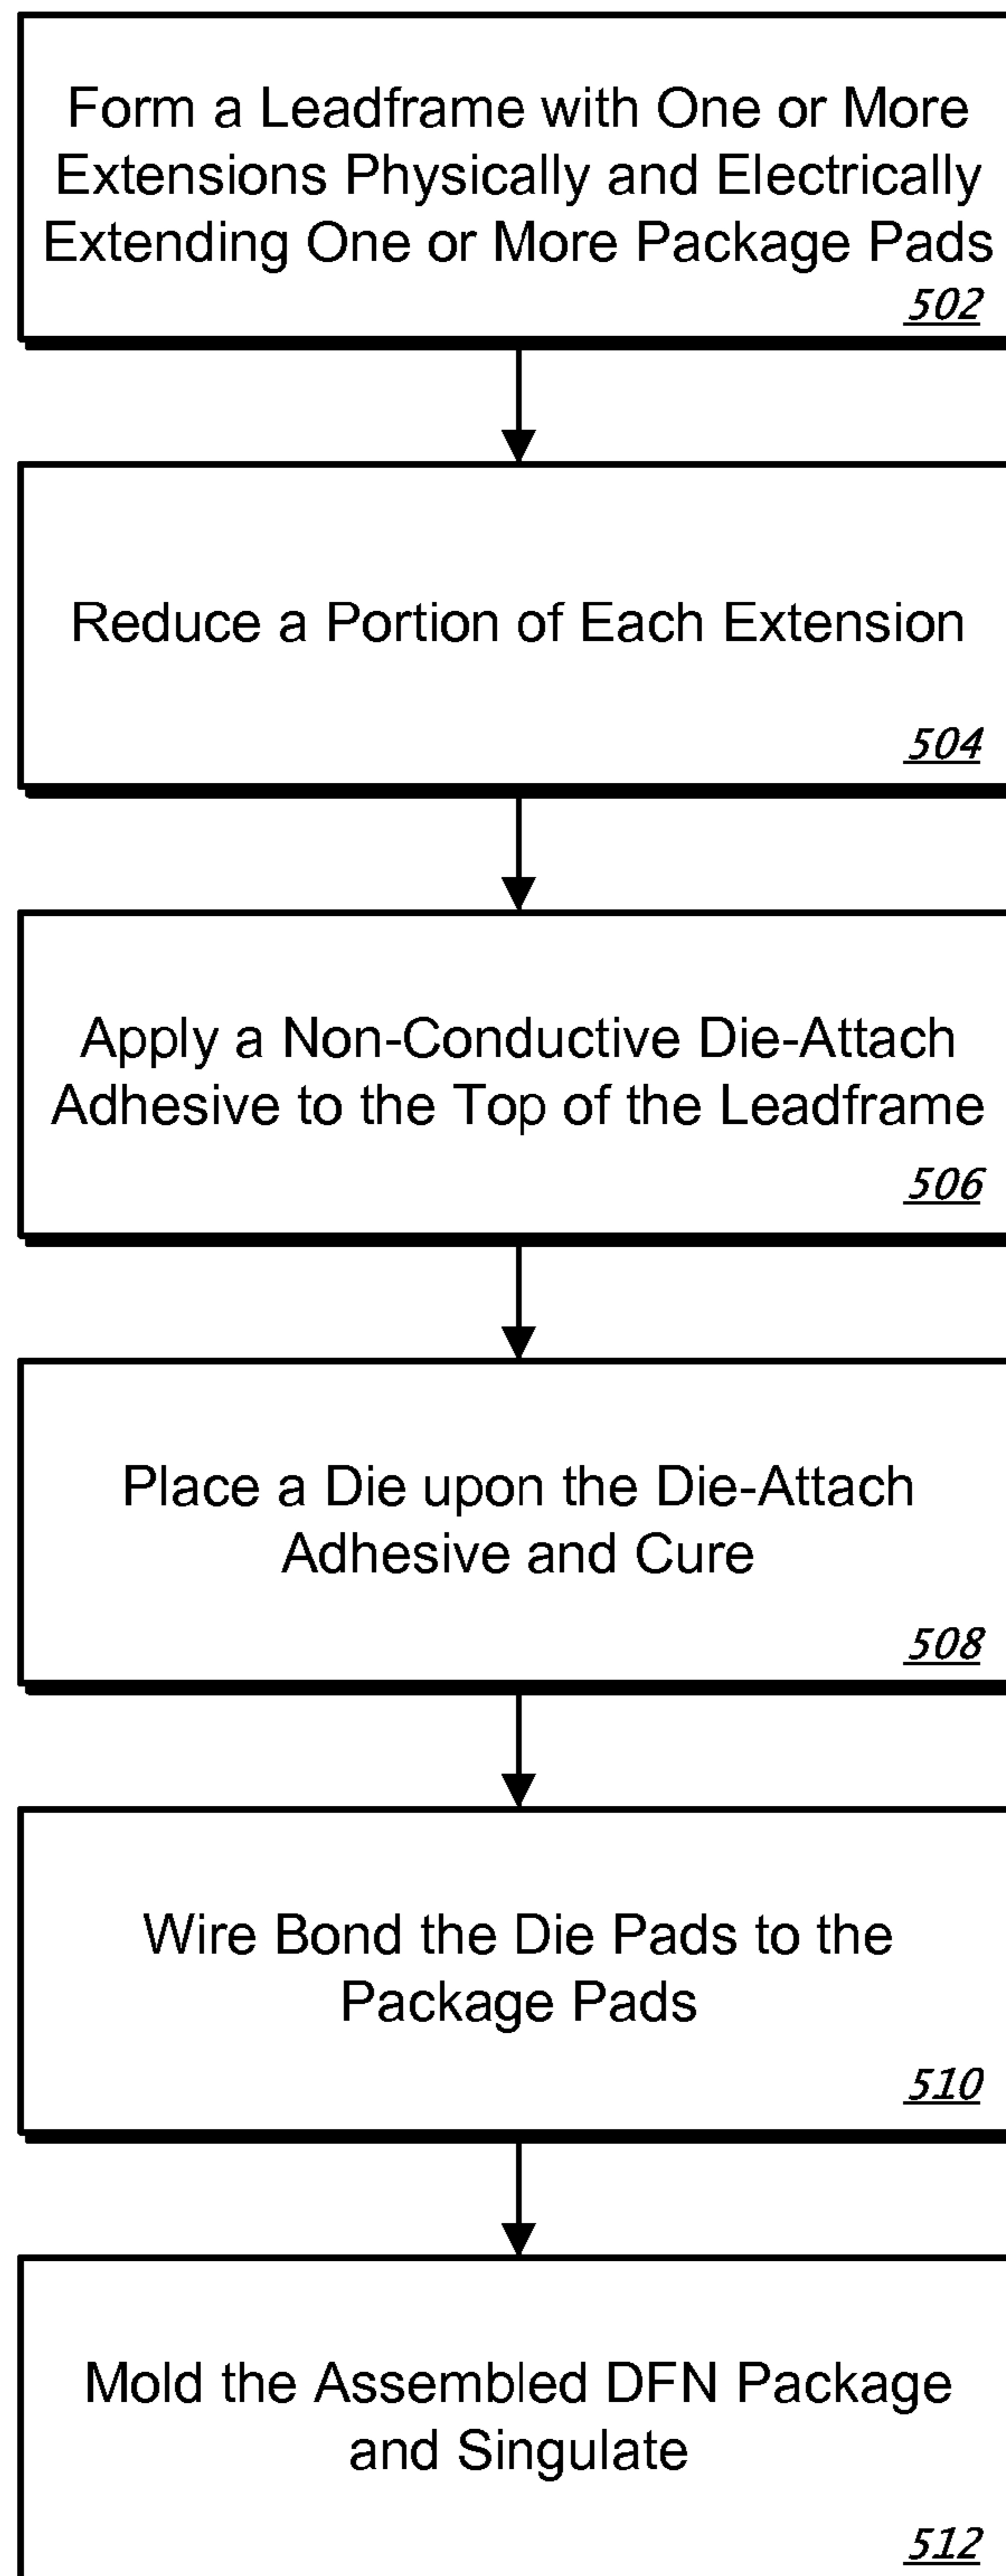 Form a Leadframe with One or More
Extensions Physically and Electrically
Extending One or More Package Pads
502
Reduce a Portion of Each Extension
504
Apply a Non-Conductive Die-Attach
Adhesive to the Top of the Leadframe
506
Place a Die upon the Die-Attach
Adhesive and Cure
508
Wire Bond the Die Pads to the
Package Pads
510
Mold the Assembled DFN Package
and Singulate
512